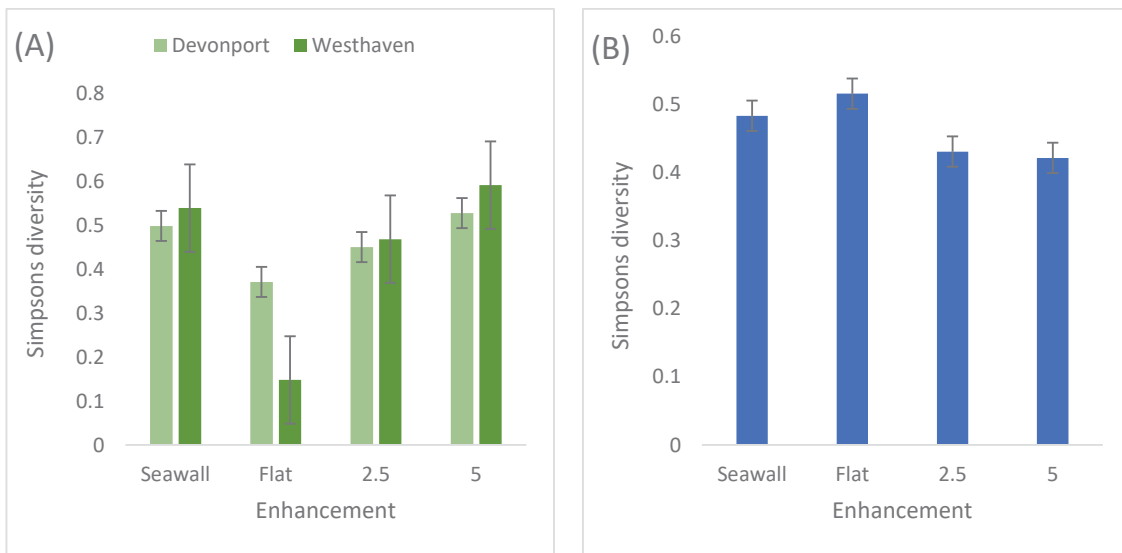 (A)
Devonport Westhaven
Simpsons diversity
0.8
0.7
0.6
0.5
0.4
0.3
0.2
0.1
0
Seawall Flat 2.5 5
Enhancement
(B)
Simpsons diversity
0.6
0.5
0.4
0.3
0.2
0.1
0
Seawall Flat 2.5 5
Enhancement